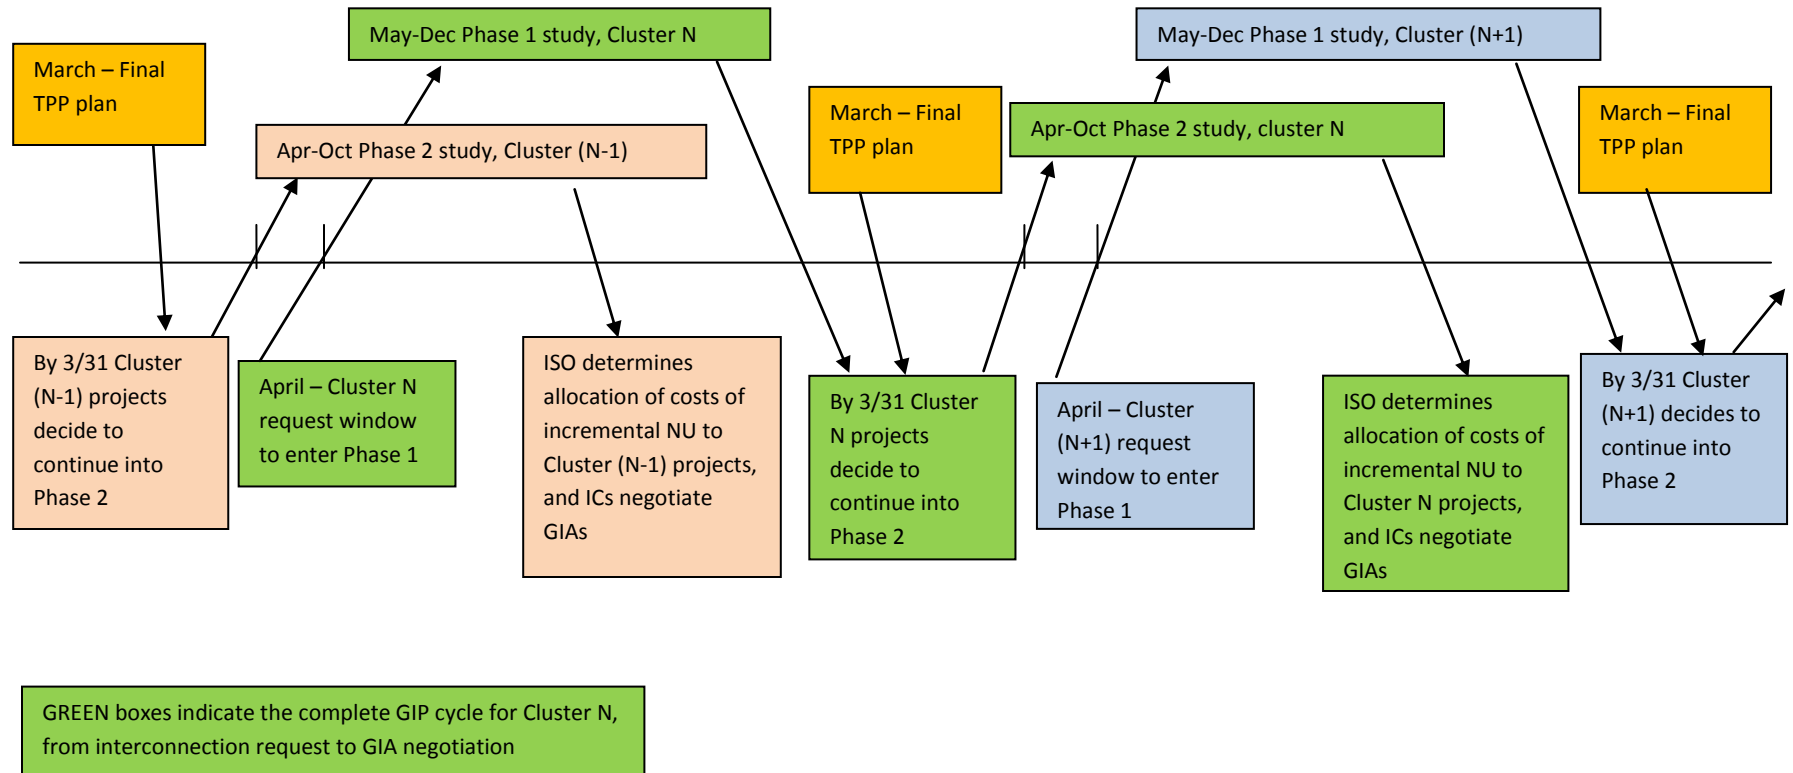 May-Dec Phase 1 study, Cluster N
May-Dec Phase 1 study, Cluster (N+1)
March – Final
TPP plan
Apr-Oct Phase 2 study, Cluster (N-1)
March – Final
TPP plan
Apr-Oct Phase 2 study, cluster N
March – Final
TPP plan
By 3/31 Cluster
(N-1) projects
decide to
continue into
Phase 2
April – Cluster N
request window
to enter Phase 1
ISO determines
allocation of costs of
incremental NU to
Cluster (N-1) projects,
and ICs negotiate
GIAs
By 3/31 Cluster
N projects
decide to
continue into
Phase 2
April – Cluster
(N+1) request
window to enter
Phase 1
ISO determines
allocation of costs of
incremental NU to
Cluster N projects,
and ICs negotiate
GIAs
By 3/31 Cluster
(N+1) decides to
continue into
Phase 2
GREEN boxes indicate the complete GIP cycle for Cluster N,
from interconnection request to GIA negotiation